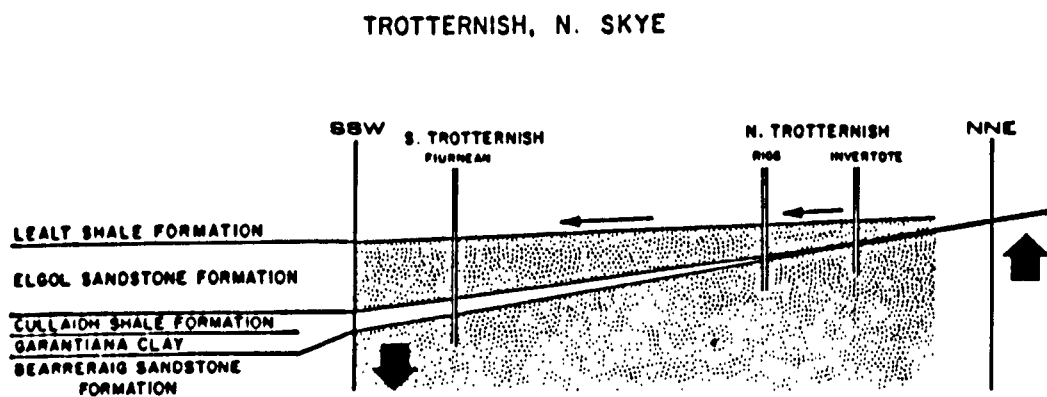 TROTTERNISH, N. SKYE
SSW
S. TROTTERNISH
FIURNEAN
N. TROTTERNISH
RIGG
INVERTOTE
NNE
LEALT SHALE FORMATION
ELGOL SANDSTONE FORMATION
CULLAIDH SHALE FORMATION
GARANTIANA CLAY
BEARRERAIG SANDSTONE
FORMATION